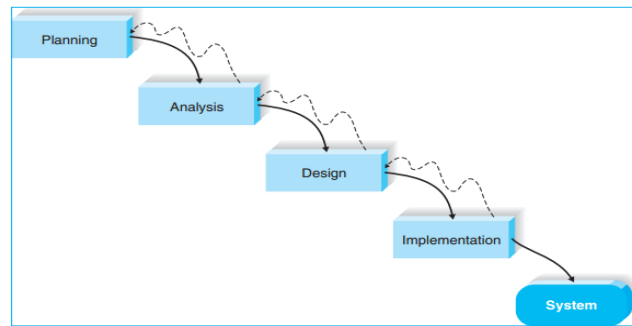 Planning
Analysis
Design
Implementation
System